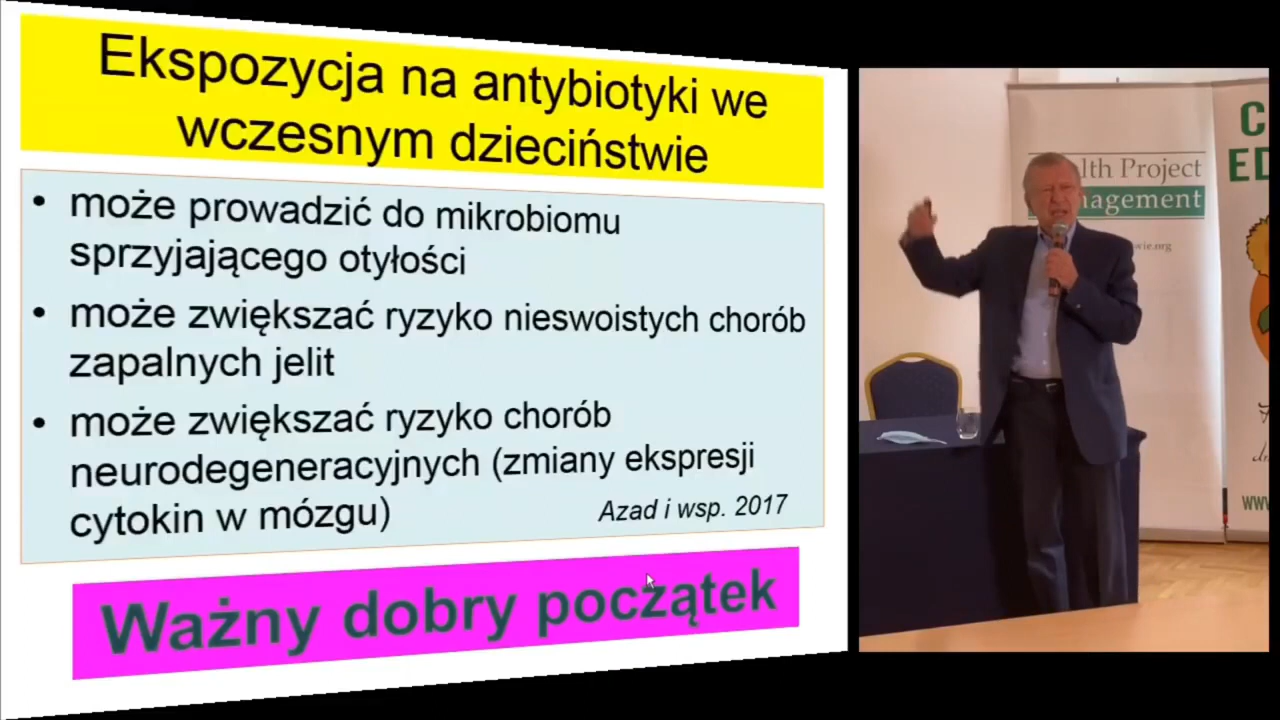 Ekspozycja na antybiotyki we
wczesnym dzieciństwie
• może prowadzić do mikrobiomu
sprzyjającego otyłości
• może zwiększać ryzyko nieswoistych chorób
zapalnych jelit
• może zwiększać ryzyko chorób
neurodegeneracyjnych (zmiany ekspresji
cytokin w mózgu)
Azad i wsp. 2017
Ważny dobry początek
Project